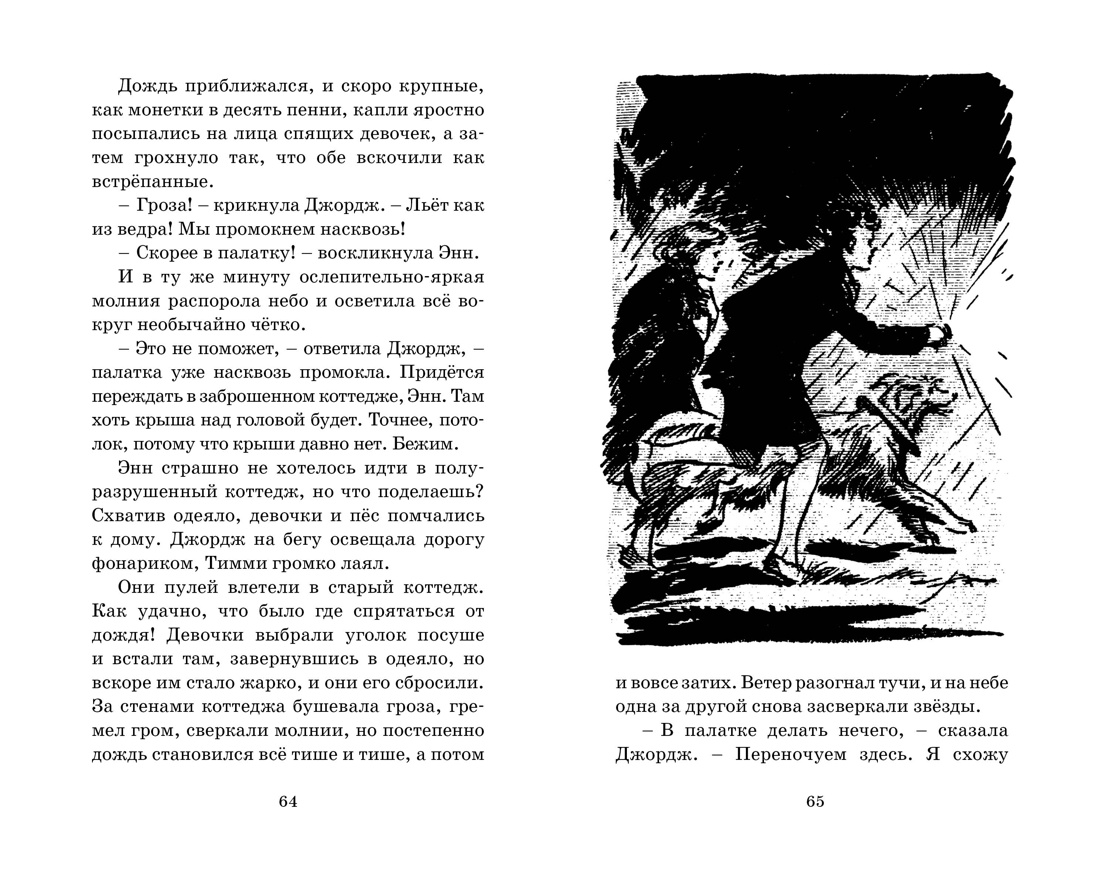 Дождь приближался, и скоро крупные,
как монетки в десять пенни, капли яростно
посыпались на лица спящих девочек, а за-
тем грохнуло так, что обе вскочили как
встрёпанные.
– Гроза! – крикнула Джордж. – Льёт как
из ведра! Мы промокнем насквозь!
– Скорее в палатку! – воскликнула Энн.
И в ту же минуту ослепительно-яркая
молния распорола небо и осветила всё во-
круг необычайно чётко.
– Это не поможет, – ответила Джордж, –
палатка уже насквозь промокла. Придётся
переждать в заброшенном коттедже, Энн. Там
хоть крыша над головой будет. Точнее, пото-
лок, потому что крыши давно нет. Бежим.
Энн страшно не хотелось идти в полу-
разрушенный коттедж, но что поделаешь?
Схватив одеяло, девочки и пёс помчались
к дому. Джордж на бегу освещала дорогу
фонариком, Тимми громко лаял.
Они пулей влетели в старый коттедж.
Как удачно, что было где спрятаться от
дождя! Девочки выбрали уголок посуше
и встали там, завернувшись в одеяло, но
вскоре им стало жарко, и они его сбросили.
За стенами коттеджа бушевала гроза, гре-
мел гром, сверкали молнии, но постепенно
дождь становился всё тише и тише, а потом
64
и вовсе затих. Ветер разогнал тучи, и на небе
одна за другой снова засверкали звёзды.
– В палатке делать нечего, – сказала
Джордж. – Переночуем здесь. Я схожу
65